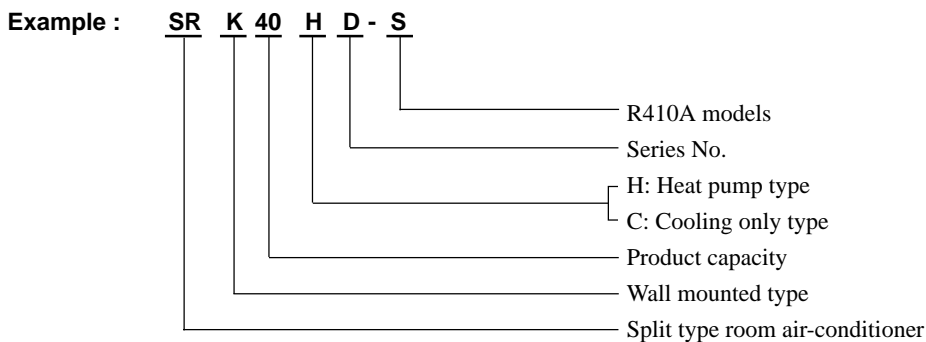 Example : SR K 40 H D - S
R410A models
Series No.
H: Heat pump type
C: Cooling only type
Product capacity
Wall mounted type
Split type room air-conditioner